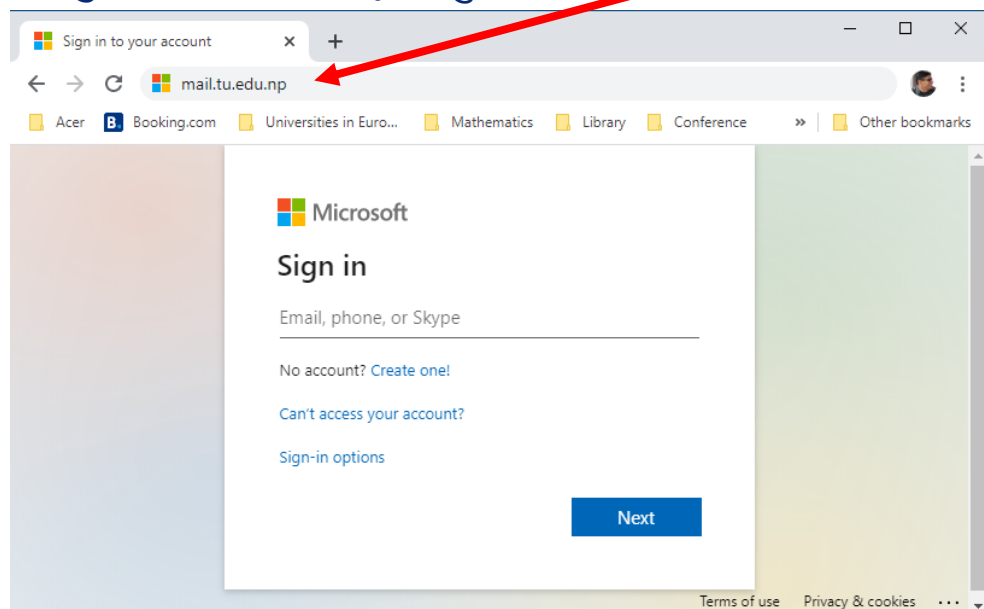 Sign in to your account
mail.tu.edu.np
Acer B. Booking.com Universities in Euro... Mathematics Library Conference » Other bookmarks
Microsoft
Sign in
Email, phone, or Skype
No account? Create one!
Can't access your account?
Sign-in options
Next
Terms of use Privacy & cookies ...